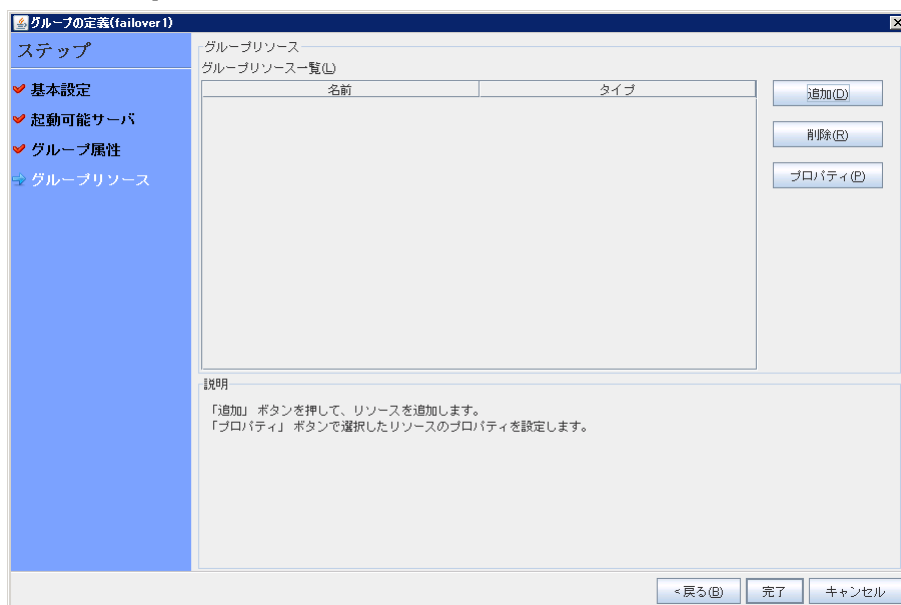 グループの定義(failover1)
ステップ
基本設定
起動可能サーバ
グループ属性
グループリソース
グループリソース
グループリソース一覧(L)
名前 タイプ
追加(D)
削除(R)
プロパティ(P)
説明
「追加」 ボタンを押して、リソースを追加します。
「プロパティ」 ボタンで選択したリソースのプロパティを設定します。
<戻る(B) 完了 キャンセル